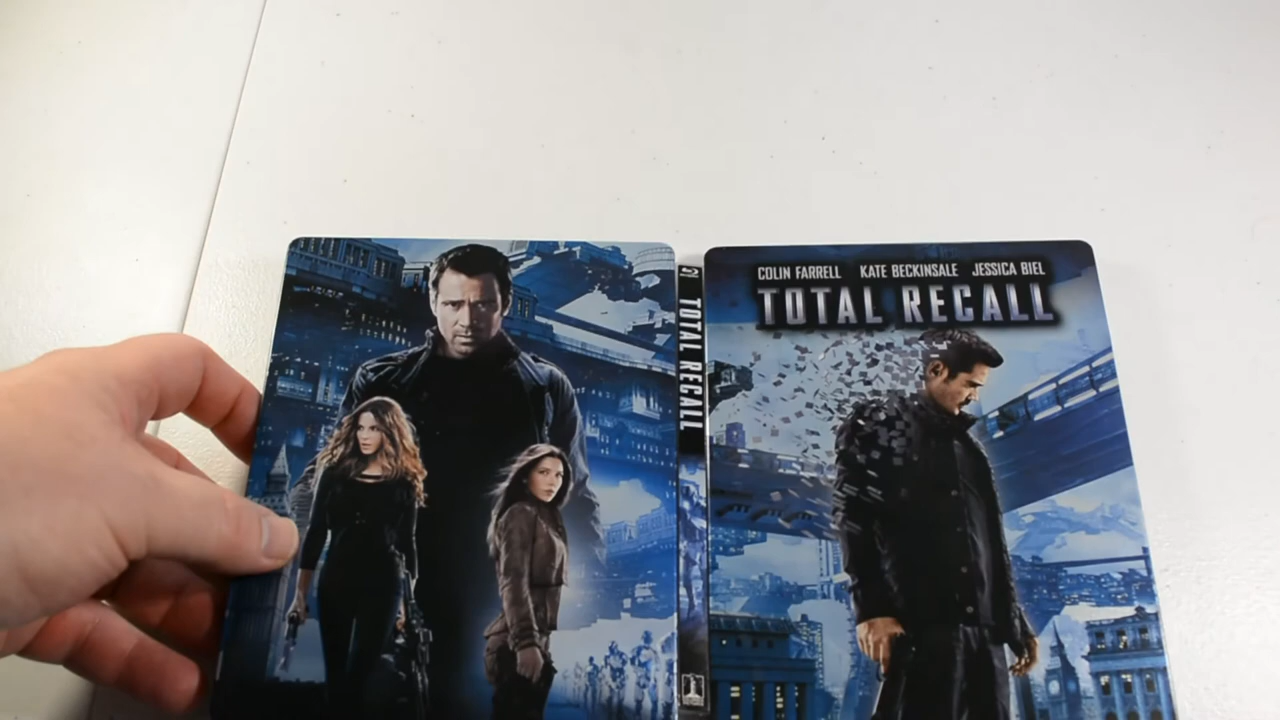 COLIN FARRELL KATE BECKINSALE JESSICA BIEL
TOTAL RECALL
TOTAL RECALL